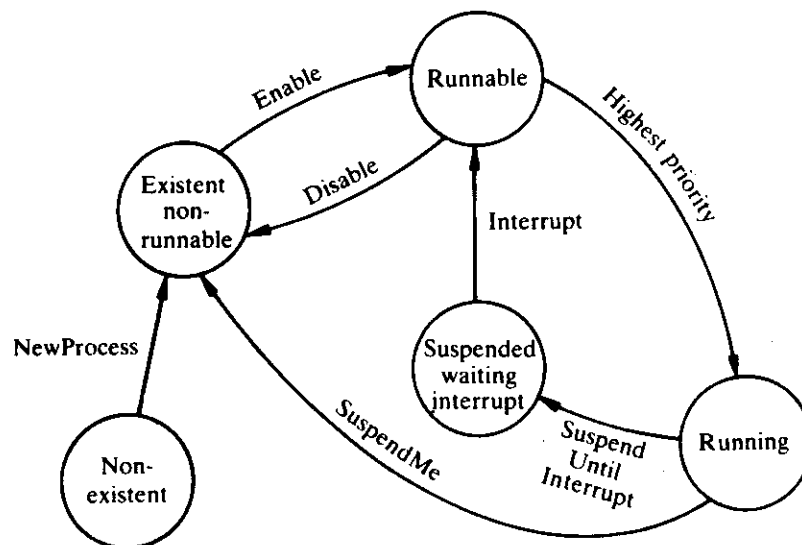 Enable
Runnable
Highest priority
Disable
Existent
non-
runnable
Interrupt
NewProcess
Suspended
waiting
interrupt
SuspendMe
Suspend
Until
Interrupt
Running
Non-
existent